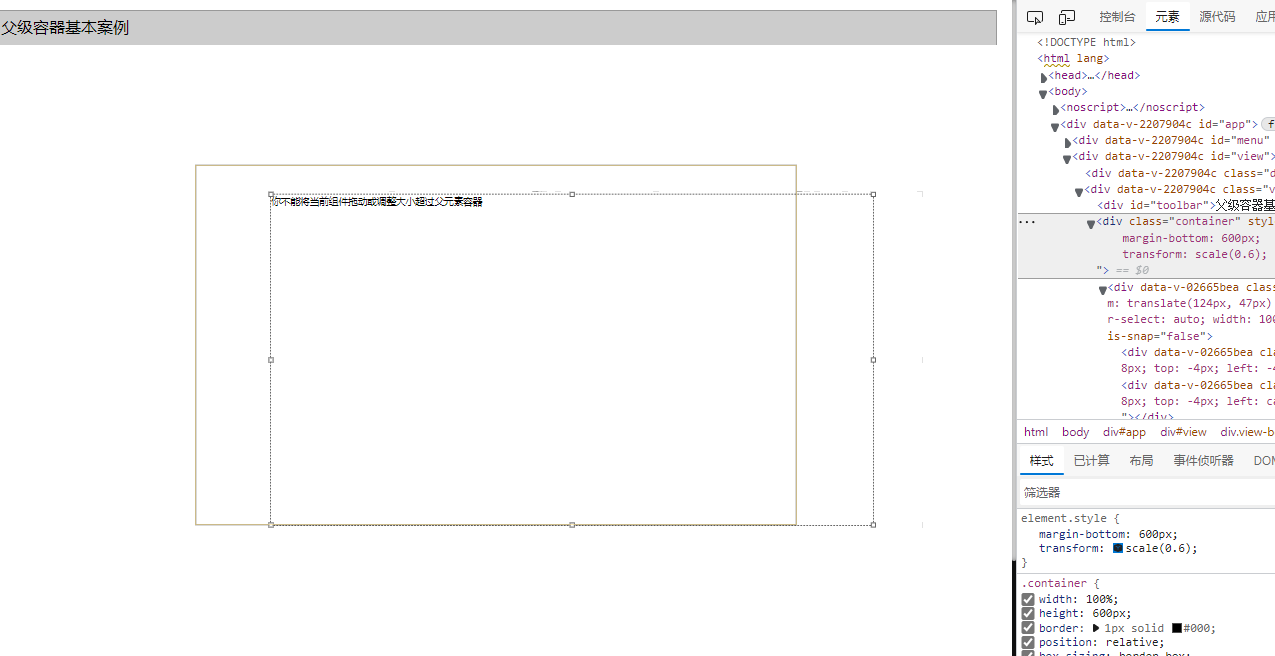 父级容器基本案例
你不能将当前组件拖动或调整大小超过父元素容器
控制台 元素 源代码 应用
<!DOCTYPE html>
<html lang>
<head>…</head>
<body>
<noscript>…</noscript>
<div data-v-2207904c id="app"> f
<div data-v-2207904c id="menu"
<div data-v-2207904c id="view">
<div data-v-2207904c class="d
<div data-v-2207904c class="v
<div id="toolbar">父级容器基
··· <div class="container" styl
margin-bottom: 600px;
transform: scale(0.6);
"> == $0
<div data-v-02665bea class
m: translate(124px, 47px)
r-select: auto; width: 100
is-snap="false">
<div data-v-02665bea cla
8px; top: -4px; left: -4
<div data-v-02665bea cla
8px; top: -4px; left: ca
"></div>
html body div#app div#view div.view-b
样式 已计算 布局 事件侦听器 DOM
筛选器
element.style {
margin-bottom: 600px;
transform: scale(0.6);
}
.container {
width: 100%;
height: 600px;
border: 1px solid #000;
position: relative;
box-sizing: border-box;